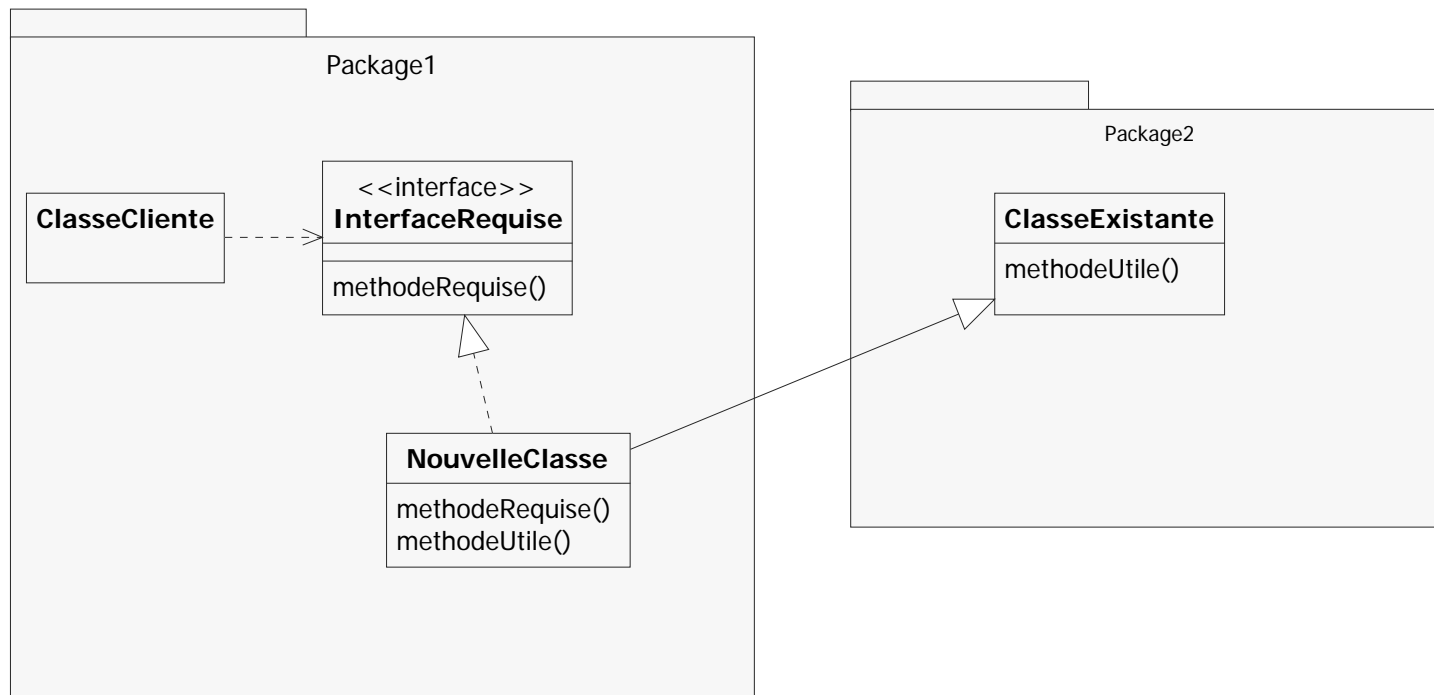 Package1
<<interface>>
ClasseCliente
InterfaceRequise
methodeRequise()
NouvelleClasse
methodeRequise()
methodeUtile()
Package2
ClasseExistante
methodeUtile()